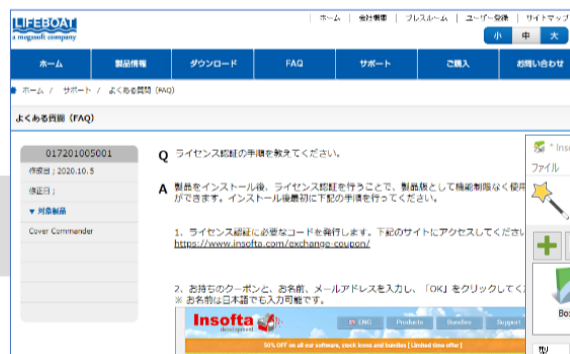 LIFEBOAT
a megasoft company
ホーム | 会社概要 | プレスルーム | ユーザー登録 | サイトマップ
小 中 大
ホーム 製品情報 ダウンロード FAQ サポート ご購入 お問い合わせ
ホーム / サポート / よくある質問 (FAQ)
よくある質問 (FAQ)
017201005001
作成日 : 2020.10.5
修正日 :
▼ 対象製品
Cover Commander
Q ライセンス認証の手順を教えてください。
A 製品をインストール後、ライセンス認証を行うことで、製品版として機能制限なく使用
ができます。インストール後最初に下記の手順を行ってください。
1. ライセンス認証に必要なコードを発行します。下記のサイトにアクセスしてくださ
https://www.insofta.com/exchange-coupon/
2、お持ちのクーポンと、お名前、メールアドレスを入力し、「OK」をクリックしてく
※ お名前は日本語でも入力可能です。
Insofta
development
ENG Products Bundles Support
50% OFF on all our software, stock icons and bundles [ Limited time offer ]
* Inso
ファイル
Bo
型